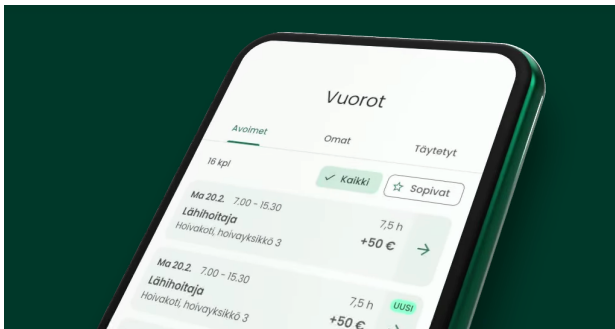 Vuorot
Avoimet Omat Täytetyt
16 kpl ✓ Kaikki ☆ Sopivat
Ma 20.2. 7.00 - 15.30
Lähihoitaja 7,5 h
Hoivakoti, hoivayksikkö 3 +50 € →
Ma 20.2. 7.00 - 15.30
Lähihoitaja 7,5 h UUSI
Hoivakoti, hoivayksikkö 3 +50 €